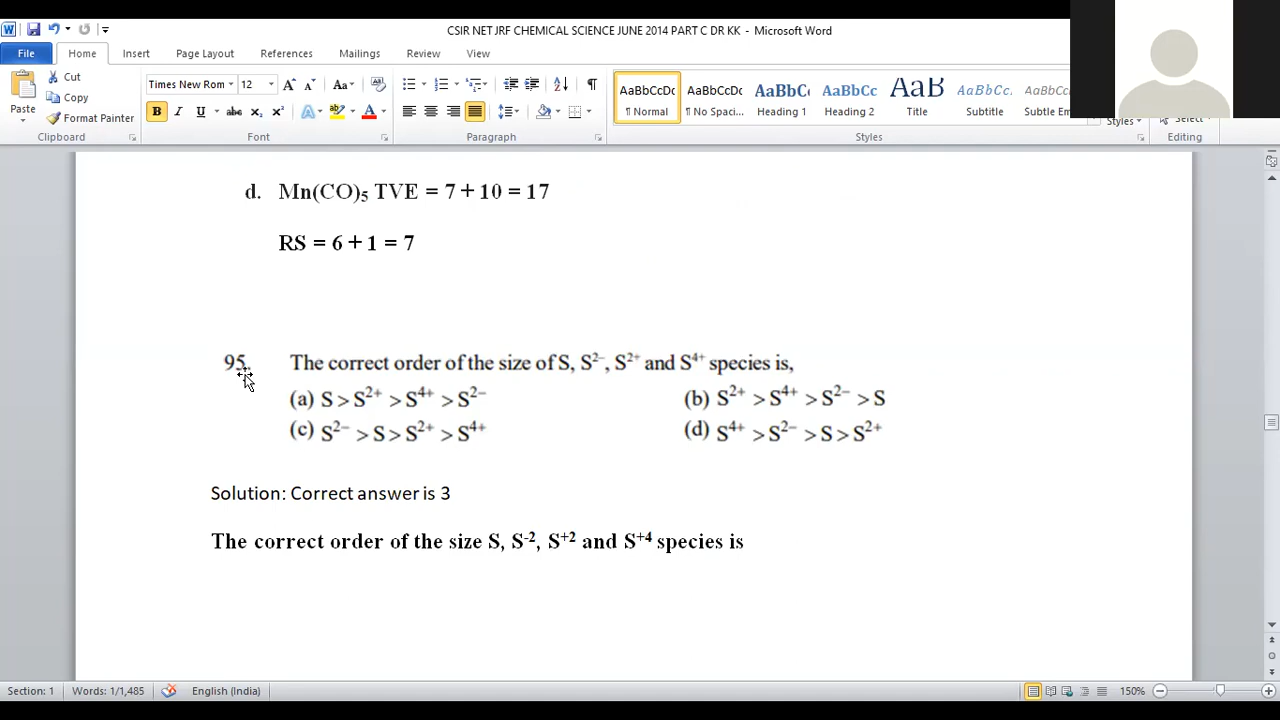 CSIR NET JRF CHEMICAL SCIENCE JUNE 2014 PART C DR KK - Microsoft Word
File Home Insert Page Layout References Mailings Review View
Paste
Cut
Copy
Format Painter
Clipboard
Times New Rom 12
B I U abc x₂ x² Aa
Font
Paragraph
AaBbCcDc AaBbCcDc AaBbCc AaBbCc AaB AaBbCc. AaBbCcD
¶ Normal ¶ No Spaci... Heading 1 Heading 2 Title Subtitle Subtle Em
Styles
Styles
Select
Editing
d. Mn(CO)₅ TVE = 7 + 10 = 17
RS = 6 + 1 = 7
95. The correct order of the size of S, S²⁻, S²⁺ and S⁴⁺ species is,
(a) S > S²⁺ > S⁴⁺ > S²⁻ (b) S²⁺ > S⁴⁺ > S²⁻ > S
(c) S²⁻ > S > S²⁺ > S⁴⁺ (d) S⁴⁺ > S²⁻ > S > S²⁺
Solution: Correct answer is 3
The correct order of the size S, S⁻², S⁺² and S⁺⁴ species is
Section: 1 Words: 1/1,485 English (India) 150%